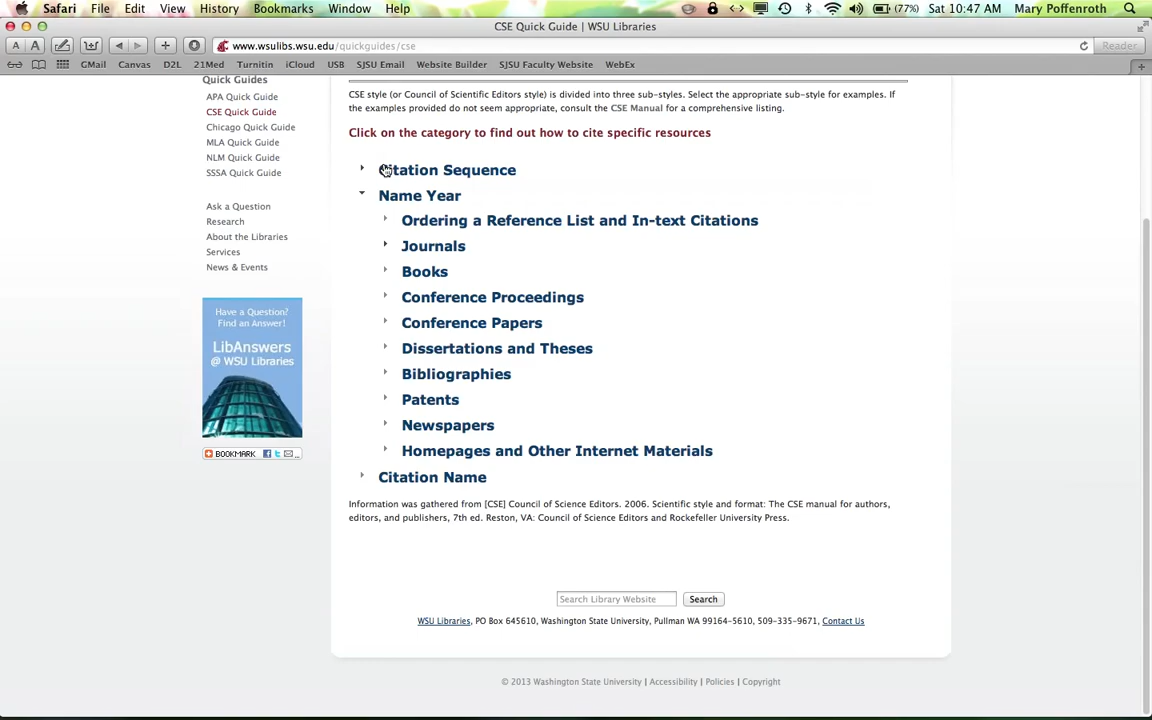 Safari File Edit View History Bookmarks Window Help (77%) Sat 10:47 AM Mary Poffenroth
CSE Quick Guide | WSU Libraries
A A www.wsulibs.wsu.edu/quickguides/cse Reader
GMail Canvas D2L 21Med Turnitin iCloud USB SJSU Email Website Builder SJSU Faculty Website WebEx
Quick Guides
APA Quick Guide
CSE Quick Guide
Chicago Quick Guide
MLA Quick Guide
NLM Quick Guide
SSSA Quick Guide
Ask a Question
Research
About the Libraries
Services
News & Events
Have a Question?
Find an Answer!
LibAnswers
@ WSU Libraries
BOOKMARK
CSE style (or Council of Scientific Editors style) is divided into three sub-styles. Select the appropriate sub-style for examples. If
the examples provided do not seem appropriate, consult the CSE Manual for a comprehensive listing.
Click on the category to find out how to cite specific resources
Citation Sequence
Name Year
Ordering a Reference List and In-text Citations
Journals
Books
Conference Proceedings
Conference Papers
Dissertations and Theses
Bibliographies
Patents
Newspapers
Homepages and Other Internet Materials
Citation Name
Information was gathered from [CSE] Council of Science Editors. 2006. Scientific style and format: The CSE manual for authors,
editors, and publishers, 7th ed. Reston, VA: Council of Science Editors and Rockefeller University Press.
Search Library Website Search
WSU Libraries, PO Box 645610, Washington State University, Pullman WA 99164-5610, 509-335-9671, Contact Us
© 2013 Washington State University | Accessibility | Policies | Copyright